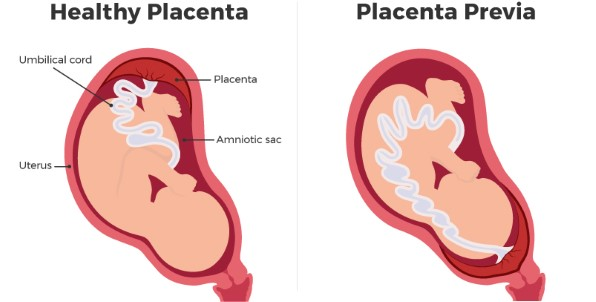 Healthy Placenta
Placenta Previa
Umbilical cord
Placenta
Amniotic sac
Uterus